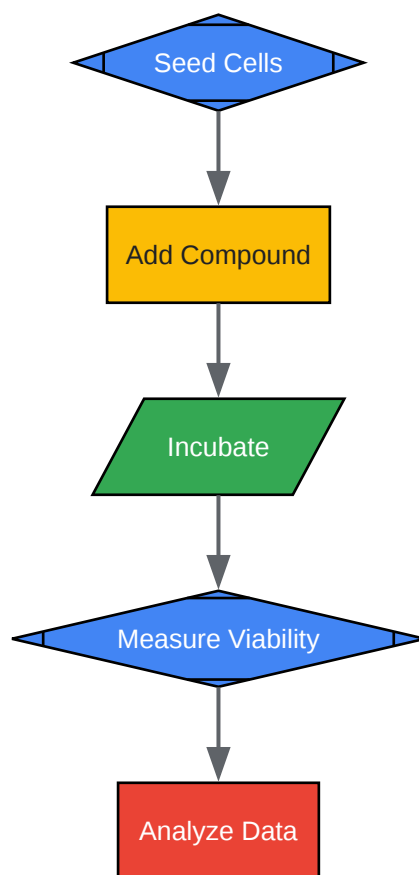 Seed Cells
Add Compound
Incubate
Measure Viability
Analyze Data